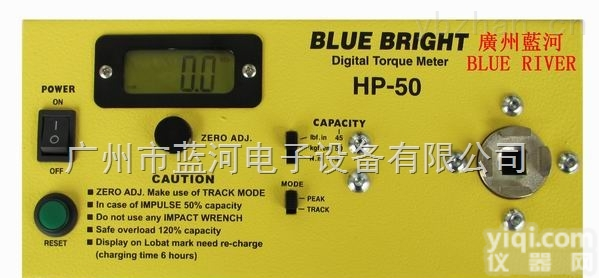 BLUE BRIGHT
廣州藍河
BLUE RIVER
Digital Torque Meter
HP-50
0.0
POWER
ON
OFF
RESET
ZERO ADJ.
CAPACITY
lbf.in 45
MODE
PEAK
TRACK
广州市蓝河电子设备有限公司
CAUTION
■ ZERO ADJ. Make use of TRACK MODE
■ In case of IMPULSE 50% capacity
■ Do not use any IMPACT WRENCH
■ Safe overload 120% capacity
■ Display on Lobat mark need re-charge
(charging time 6 hours)
yiqi.com
仪器网